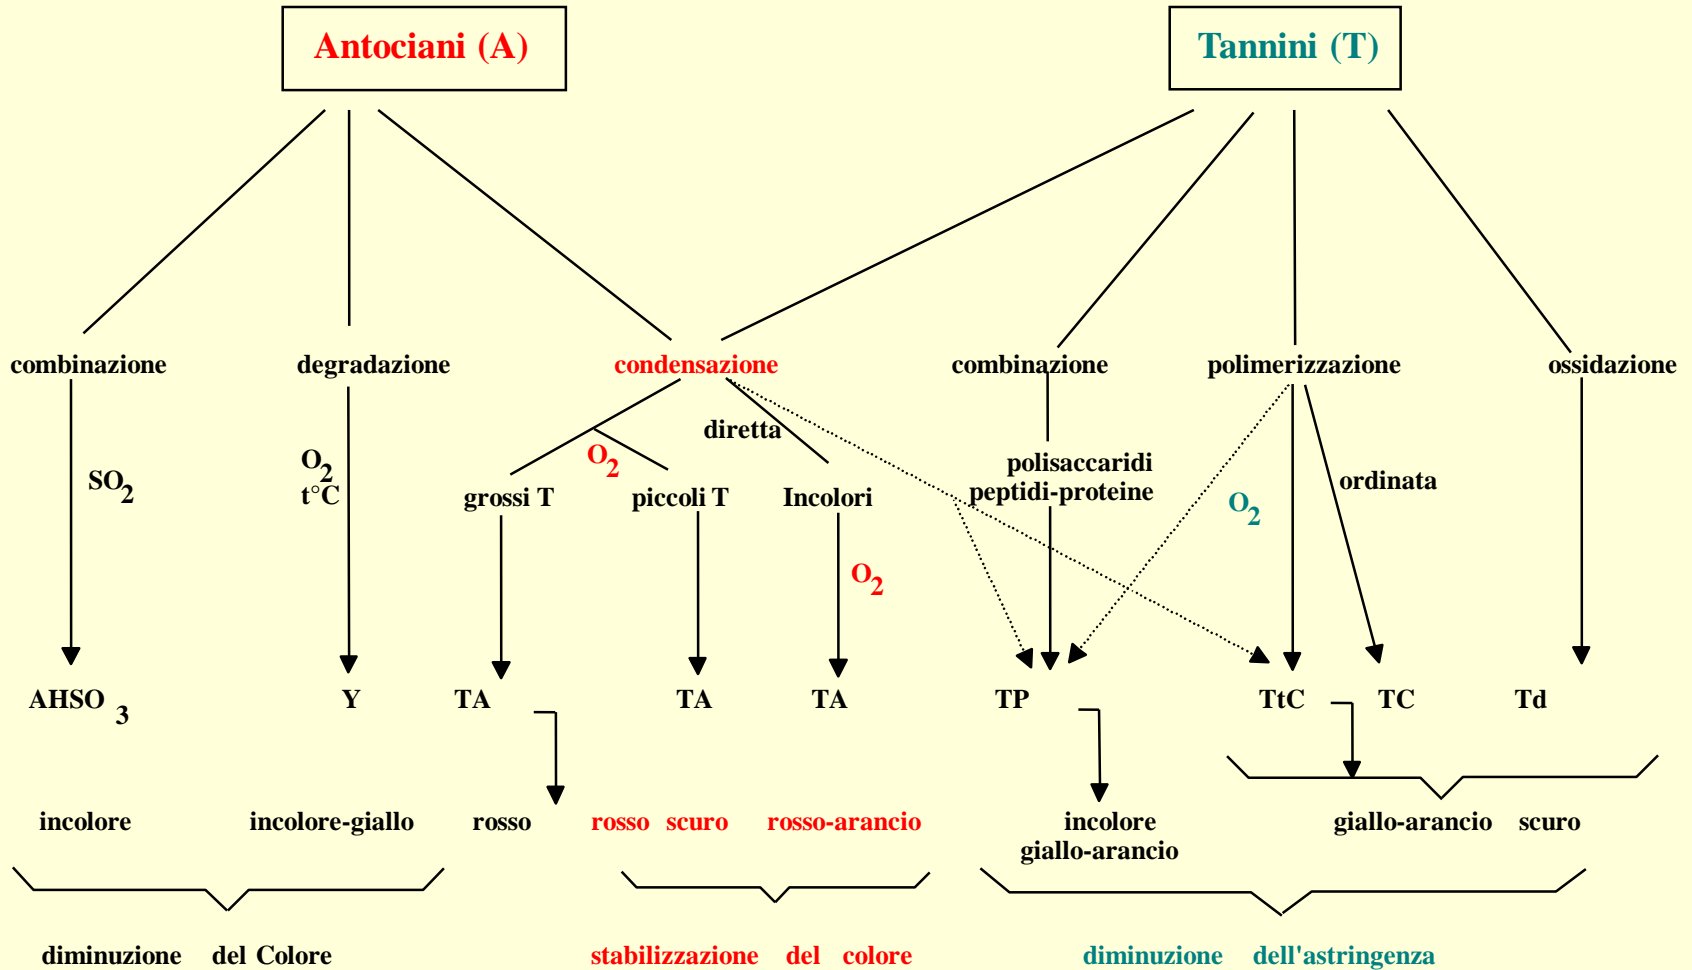 Antociani (A)
Tannini (T)
combinazione
degradazione
condensazione
combinazione
polimerizzazione
ossidazione
SO2
O2
t°C
O2
diretta
polisaccaridi
peptidi-proteine
O2
ordinata
grossi T
piccoli T
Incolori
O2
AHSO3
Y
TA
TA
TA
TP
TtC
TC
Td
incolore
incolore-giallo
rosso
rosso scuro
rosso-arancio
incolore
giallo-arancio
giallo-arancio scuro
diminuzione del Colore
stabilizzazione del colore
diminuzione dell'astringenza